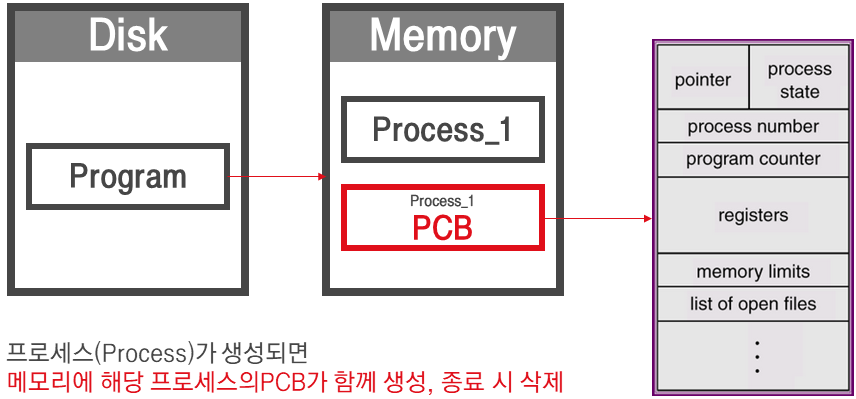 Disk
Program
Memory
Process_1
Process_1
PCB
pointer
process
state
process number
program counter
registers
memory limits
list of open files
프로세스(Process)가 생성되면
메모리에 해당 프로세스의PCB가 함께 생성, 종료 시 삭제